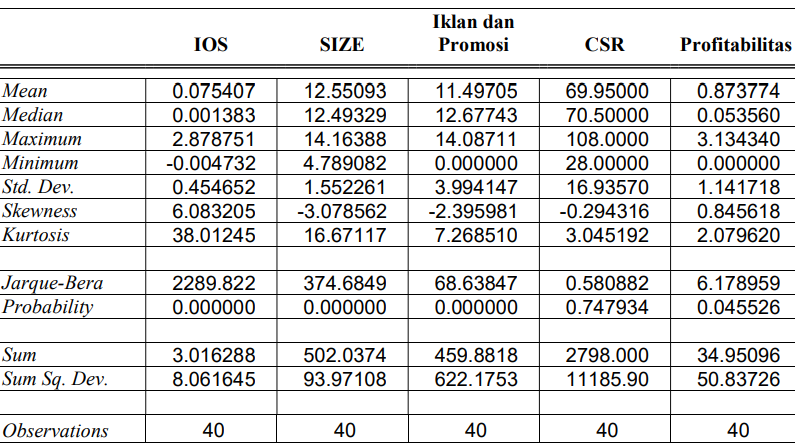 Iklan dan
IOS SIZE Promosi CSR Profitabilitas
Mean 0.075407 12.55093 11.49705 69.95000 0.873774
Median 0.001383 12.49329 12.67743 70.50000 0.053560
Maximum 2.878751 14.16388 14.08711 108.0000 3.134340
Minimum -0.004732 4.789082 0.000000 28.00000 0.000000
Std. Dev. 0.454652 1.552261 3.994147 16.93570 1.141718
Skewness 6.083205 -3.078562 -2.395981 -0.294316 0.845618
Kurtosis 38.01245 16.67117 7.268510 3.045192 2.079620
Jarque-Bera 2289.822 374.6849 68.63847 0.580882 6.178959
Probability 0.000000 0.000000 0.000000 0.747934 0.045526
Sum 3.016288 502.0374 459.8818 2798.000 34.95096
Sum Sq. Dev. 8.061645 93.97108 622.1753 11185.90 50.83726
Observations 40 40 40 40 40